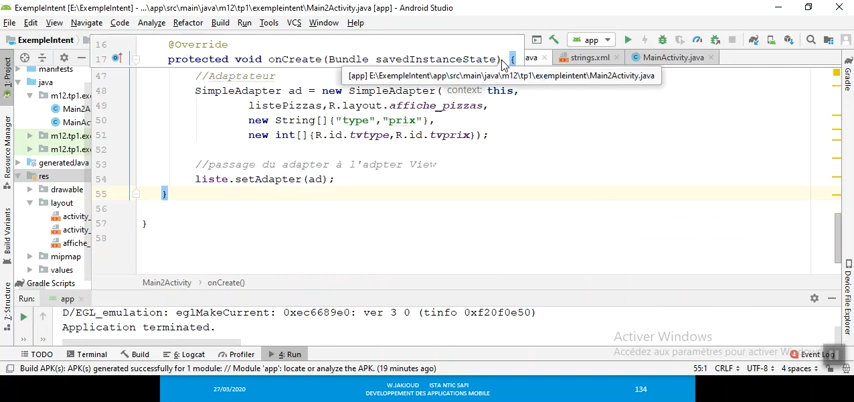 ExempleIntent [E:\ExempleIntent] - ...\app\src\main\java\m12\tp1\exempleintent\Main2Activity.java [app] - Android Studio
File Edit View Navigate Code Analyze Refactor Build Run Tools VCS Window Help
ExempleIntent
app
java
strings.xml
MainActivity.java
16 @Override
17 protected void onCreate(Bundle savedInstanceState) {
[app] E:\ExempleIntent\app\src\main\java\m12\tp1\exempleintent\Main2Activity.java
47 //Adaptateur
48 SimpleAdapter ad = new SimpleAdapter( context: this,
49 listePizzas,R.layout.affiche_pizzas,
50 new String[]{"type","prix"},
51 new int[]{R.id.tvtype,R.id.tvprix});
52
53 //passage du adapter à l'adpter View
54 liste.setAdapter(ad);
55 }
56
57 }
58
Main2Activity > onCreate()
1: Project
Resource Manager
Build Variants
7: Structure
manifests
java
m12.tp1.exe
Main2A
MainAc
m12.tp1.exe
m12.tp1.exe
generatedJava
res
drawable
layout
activity_
activity_
affiche_
mipmap
values
Gradle Scripts
Gradle
Device File Explorer
Run: app
D/EGL_emulation: eglMakeCurrent: 0xec6689e0: ver 3 0 (tinfo 0xf20f0e50)
Application terminated.
Activer Windows
Accédez aux paramètres pour activer
TODO Terminal Build 6: Logcat Profiler 4: Run Event Log
Build APK(s): APK(s) generated successfully for 1 module: // Module 'app': locate or analyze the APK. (19 minutes ago) 55:1 CRLF UTF-8 4 spaces
27/03/2020
W.JAKJOUD ISTA NTIC SAFI
DEVELOPPEMENT DES APPLICATIONS MOBILE
134